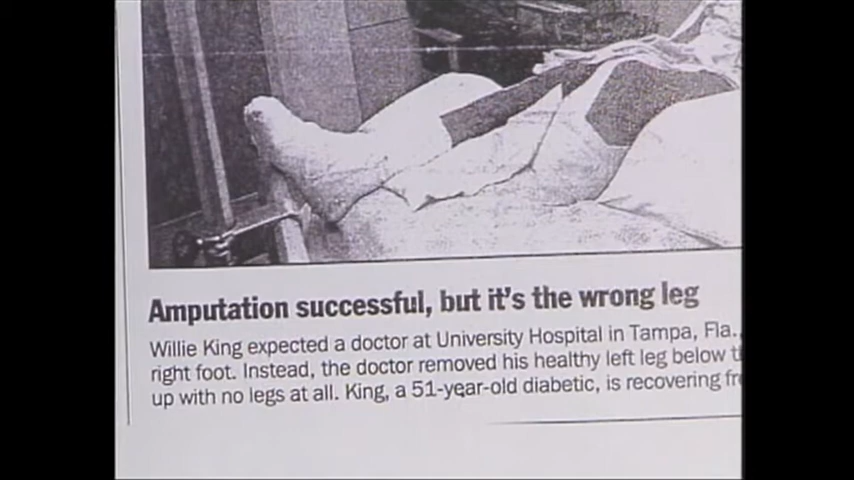 Amputation successful, but it's the wrong leg
Willie King expected a doctor at University Hospital in Tampa, Fla.,
right foot. Instead, the doctor removed his healthy left leg below
up with no legs at all. King, a 51-year-old diabetic, is recovering